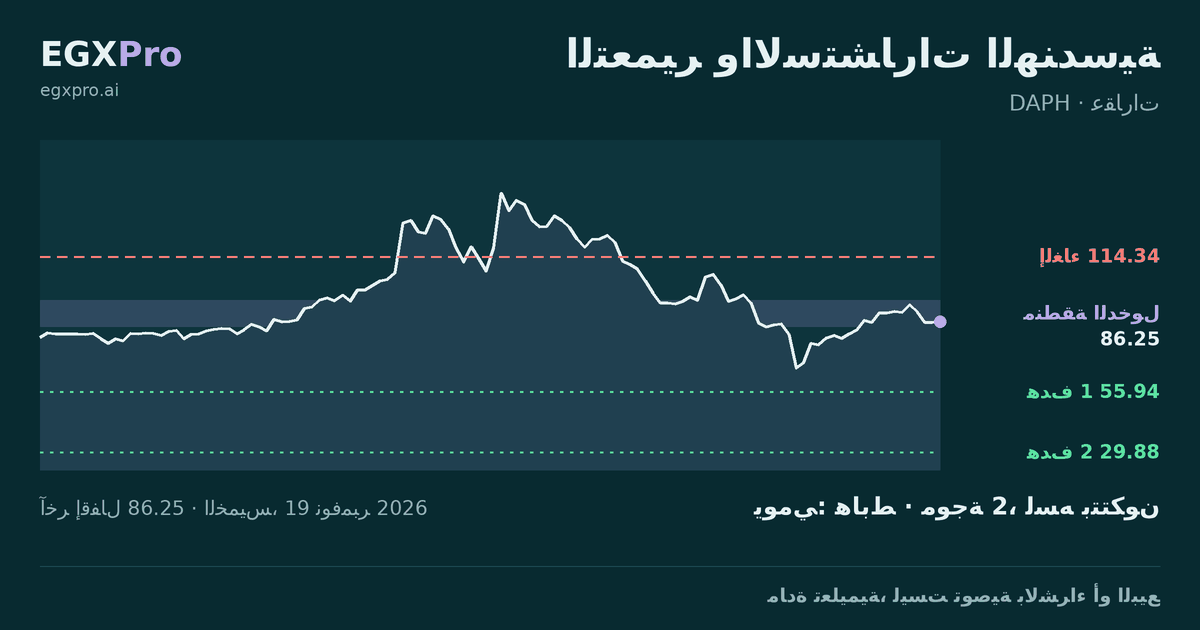 EGXPro
egxpro.ai
التعمير والاستشارات الهندسية
DAPH · عقارات
إلغاء 114.34
منطقة الدخول
86.25
هدف 1 55.94
هدف 2 29.88
يومي: هابط · موجة 2، لسه بتتكون
آخر إقفال 86.25 · الخميس، 19 نوفمبر 2026
مادة تعليمية، ليست توصية بالشراء أو البيع